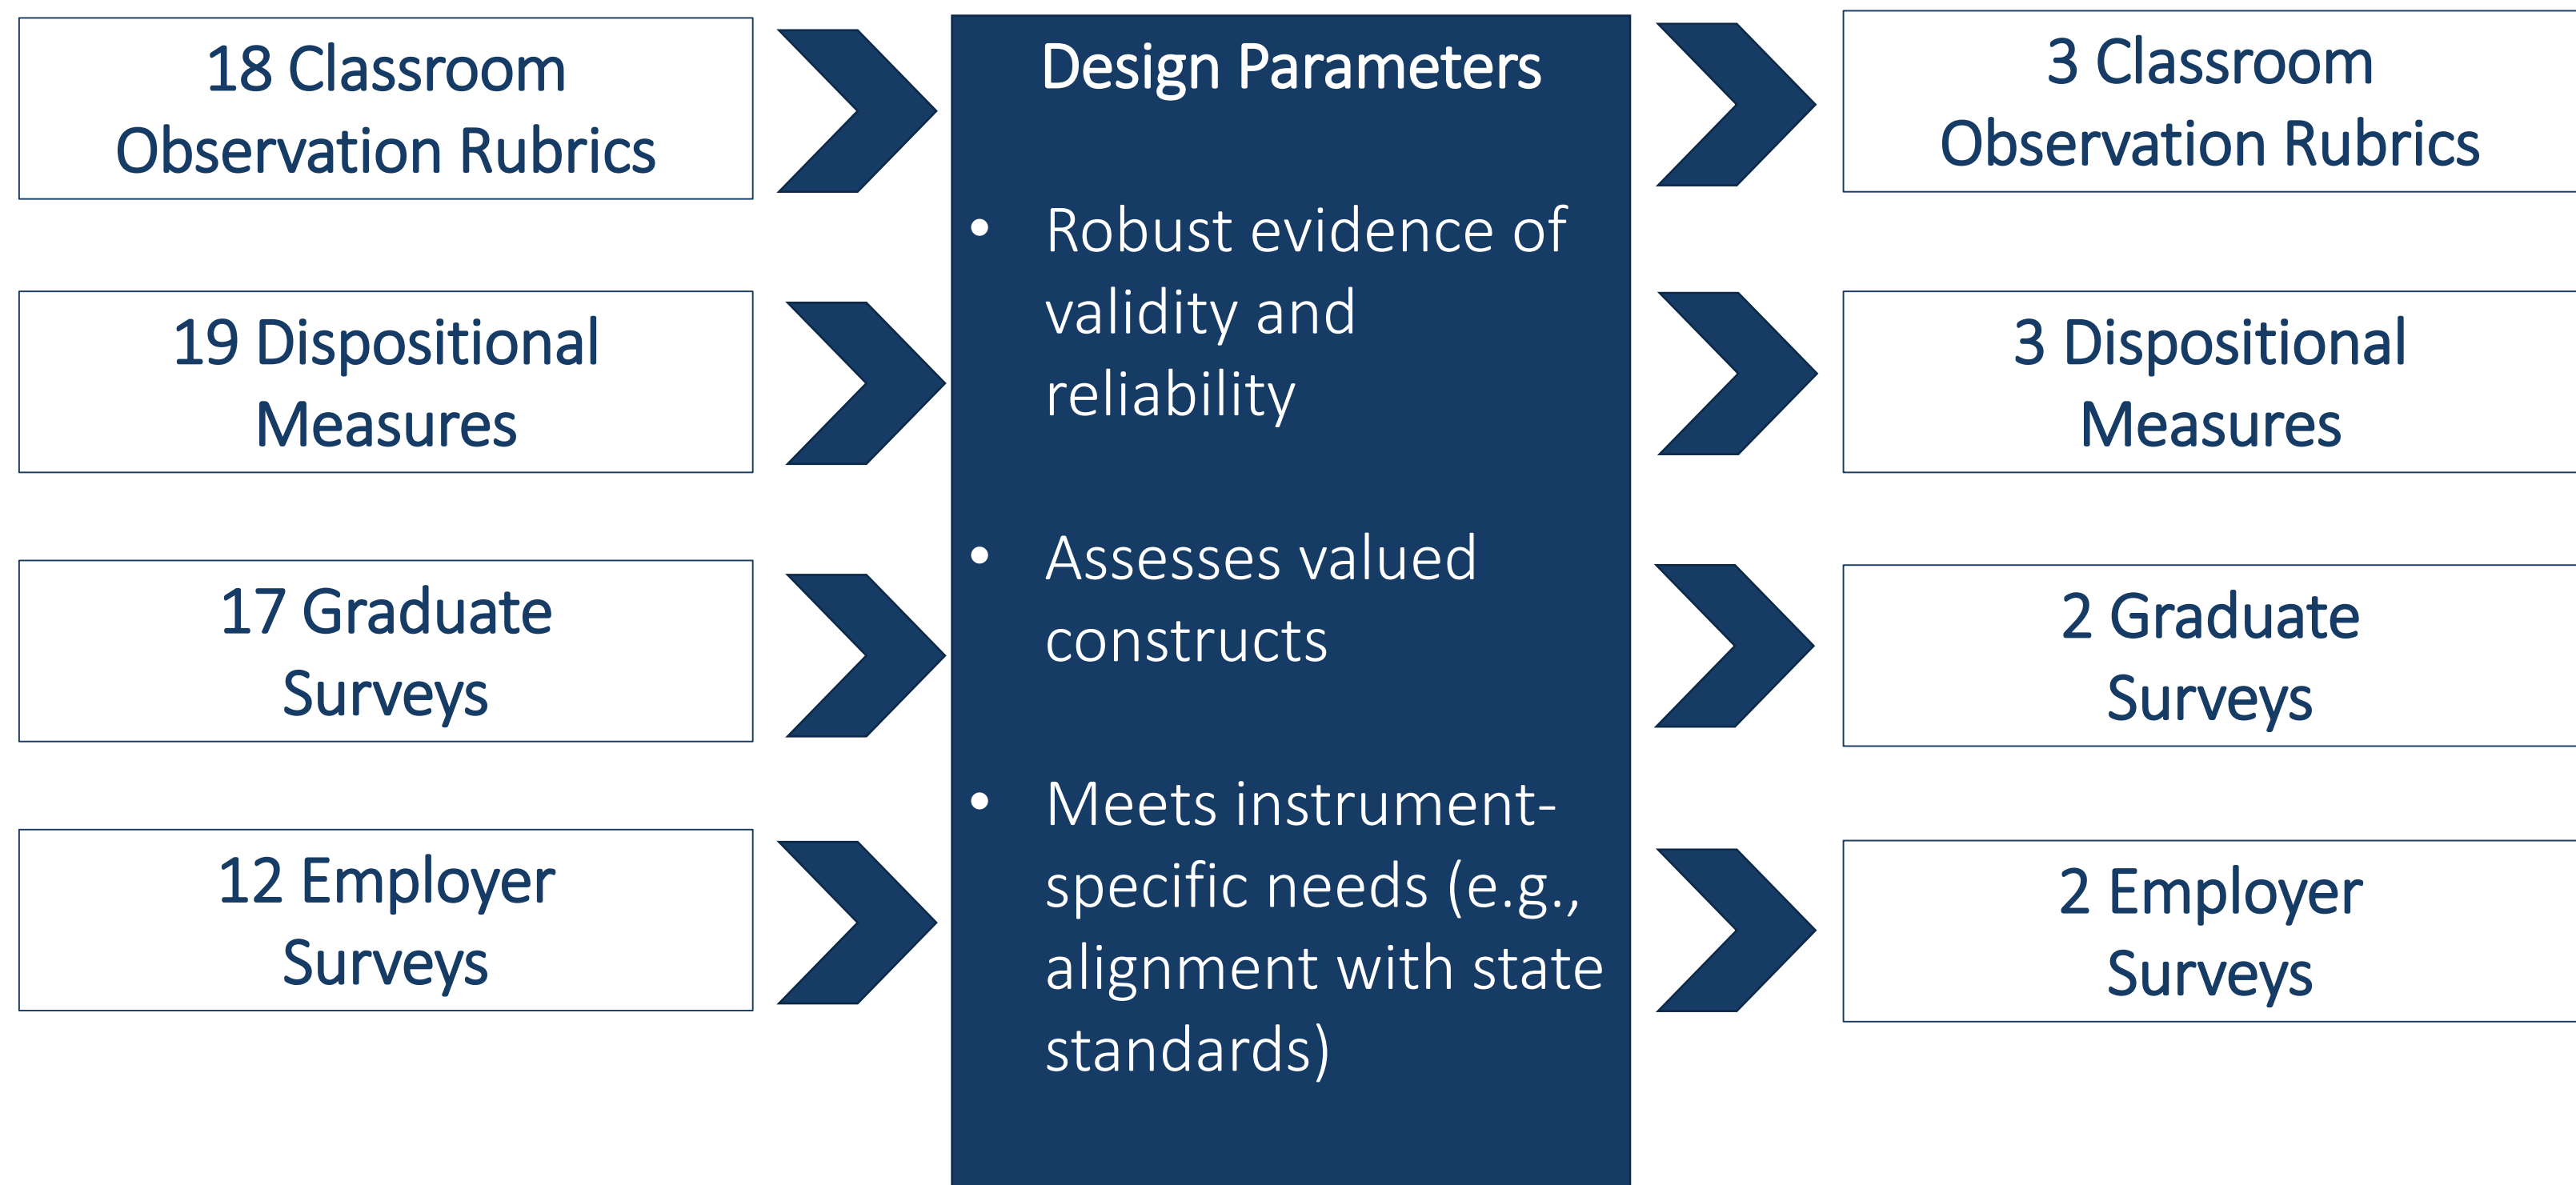 18 Classroom
Observation Rubrics
19 Dispositional
Measures
17 Graduate
Surveys
12 Employer
Surveys
Design Parameters
• Robust evidence of
validity and
reliability
• Assesses valued
constructs
• Meets instrument-
specific needs (e.g.,
alignment with state
standards)
3 Classroom
Observation Rubrics
3 Dispositional
Measures
2 Graduate
Surveys
2 Employer
Surveys